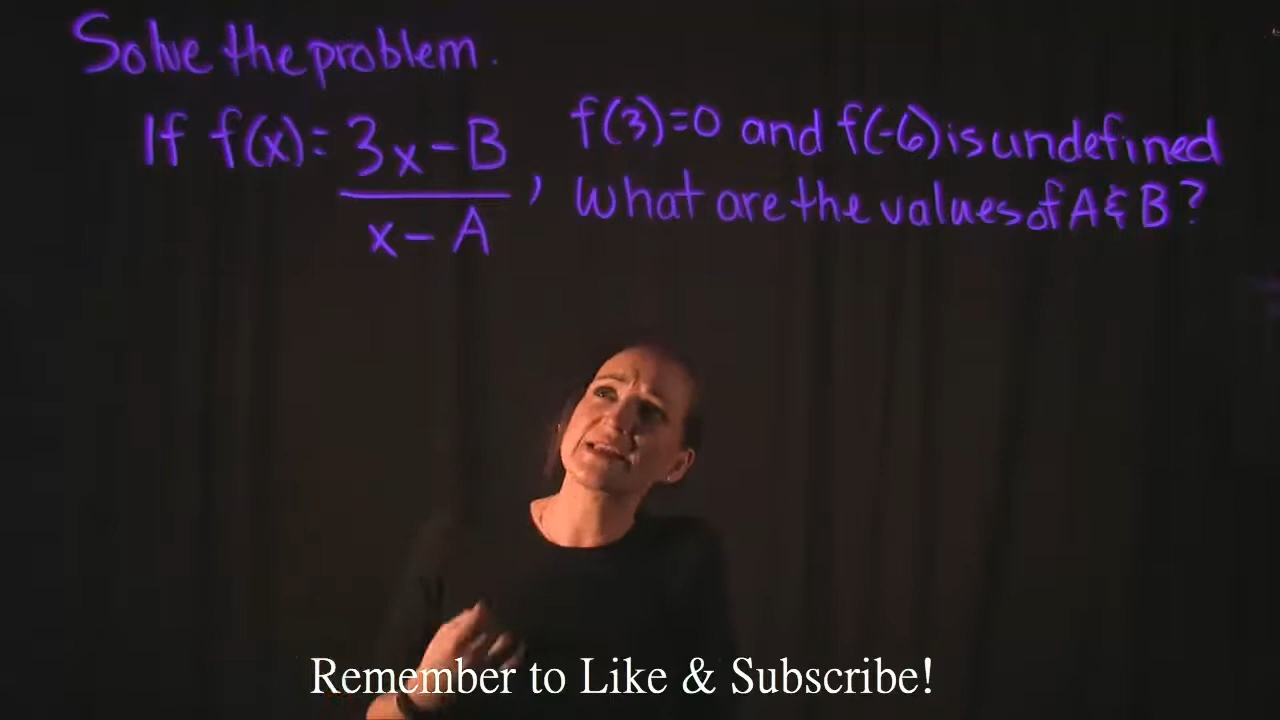 Solve the problem.
If f(x) = 3x - B / x - A , f(3)=0 and f(-6) is undefined
What are the values of A & B ?
Remember to Like & Subscribe!